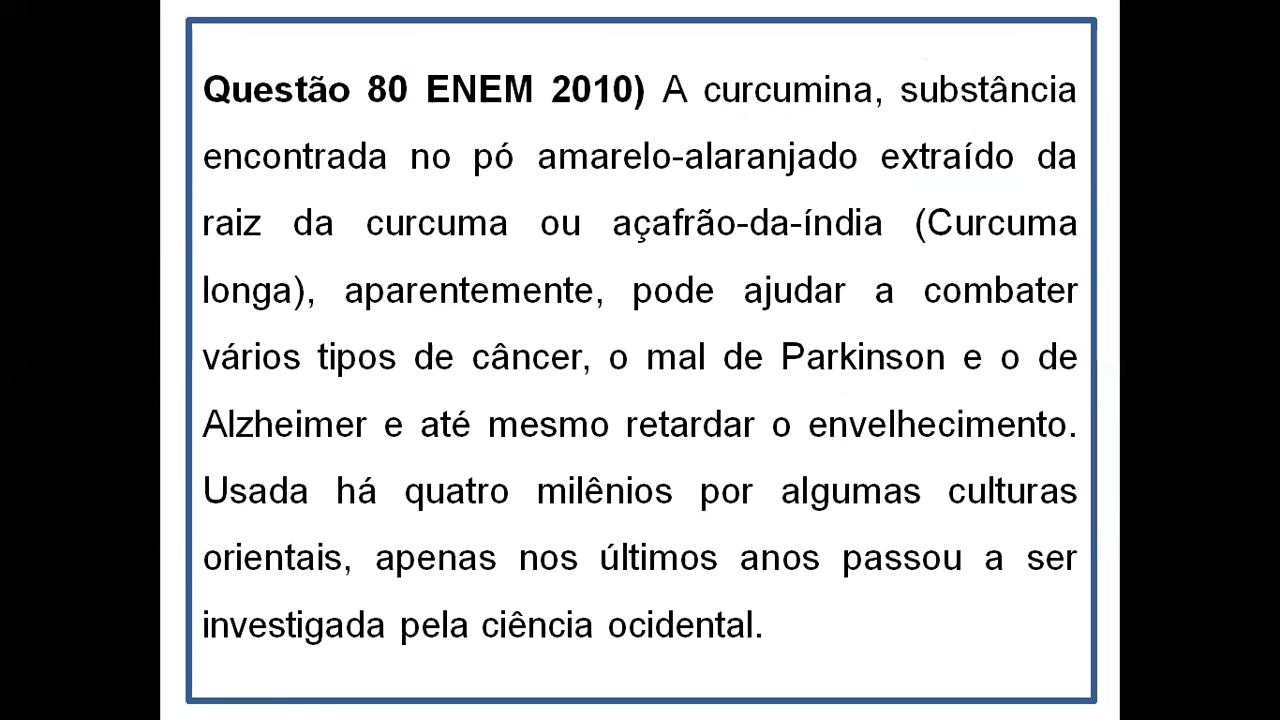 Questão 80 ENEM 2010) A curcumina, substância
encontrada no pó amarelo-alaranjado extraído da
raiz da curcuma ou açafrão-da-índia (Curcuma
longa), aparentemente, pode ajudar a combater
vários tipos de câncer, o mal de Parkinson e o de
Alzheimer e até mesmo retardar o envelhecimento.
Usada há quatro milênios por algumas culturas
orientais, apenas nos últimos anos passou a ser
investigada pela ciência ocidental.